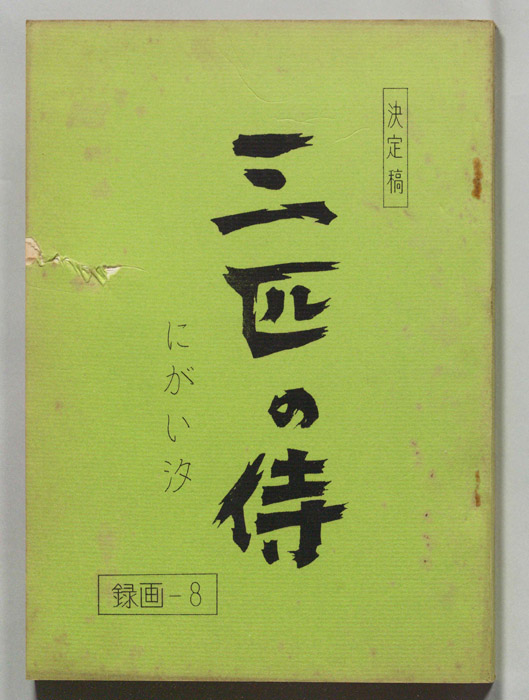 決定稿
三匹の侍
にがい汐
録画-8